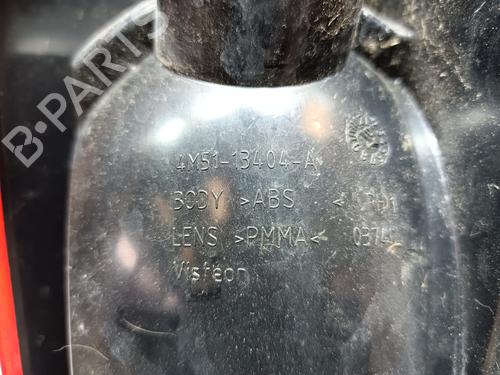 B-PARTS
4M51-13404-A
BODY >ABS <
LENS >PMMA<
Visteon